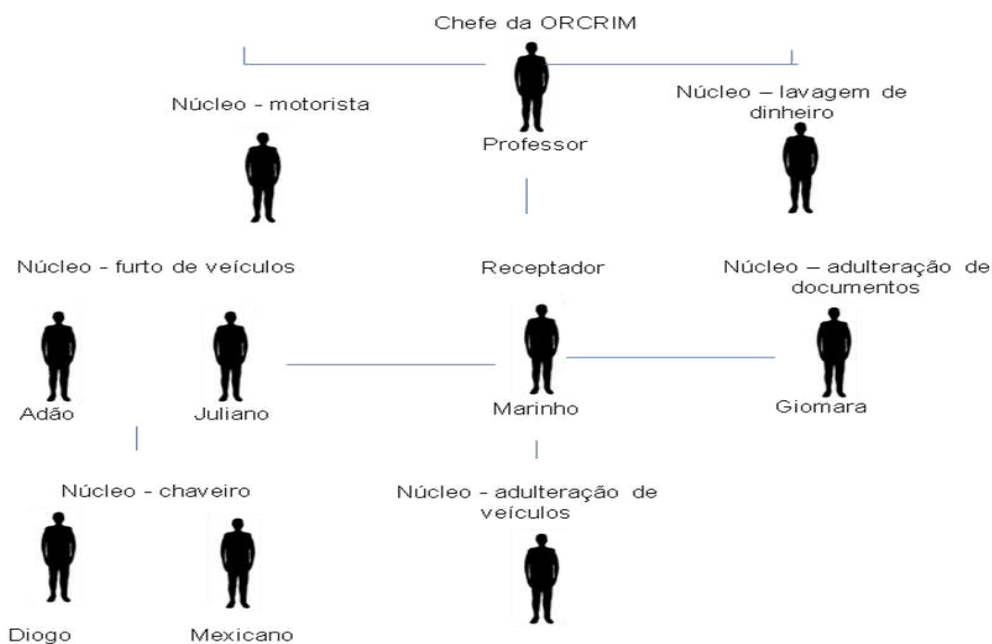 Chefe da ORCRIM
Núcleo - motorista
Núcleo – lavagem de
dinheiro
Professor
Núcleo - furto de veículos
Receptador
Núcleo – adulteração de
documentos
Adão
Juliano
Marinho
Giomara
Núcleo - chaveiro
Núcleo - adulteração de
veículos
Diogo
Mexicano